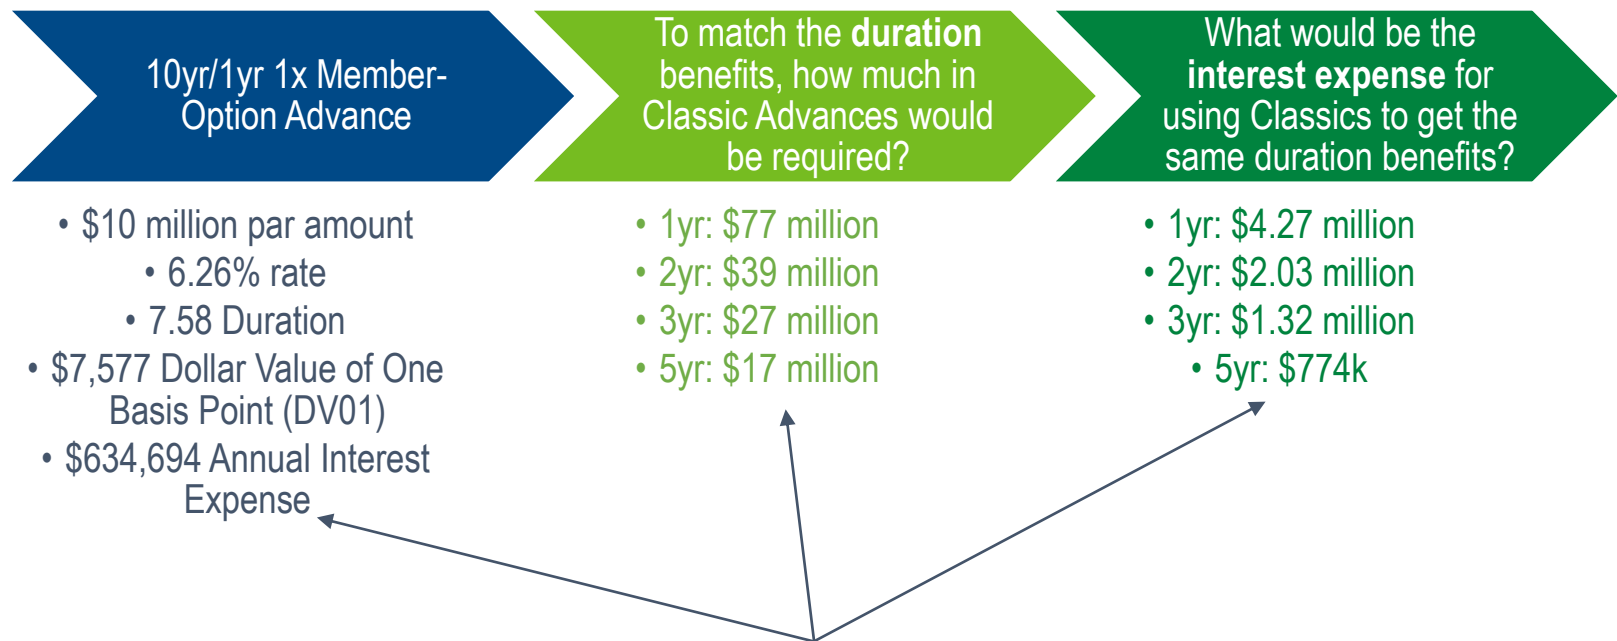 10yr/1yr 1x Member-
Option Advance
• $10 million par amount
• 6.26% rate
• 7.58 Duration
• $7,577 Dollar Value of One
Basis Point (DV01)
• $634,694 Annual Interest
Expense
To match the duration
benefits, how much in
Classic Advances would
be required?
• 1yr: $77 million
• 2yr: $39 million
• 3yr: $27 million
• 5yr: $17 million
What would be the
interest expense for
using Classics to get the
same duration benefits?
• 1yr: $4.27 million
• 2yr: $2.03 million
• 3yr: $1.32 million
• 5yr: $774k